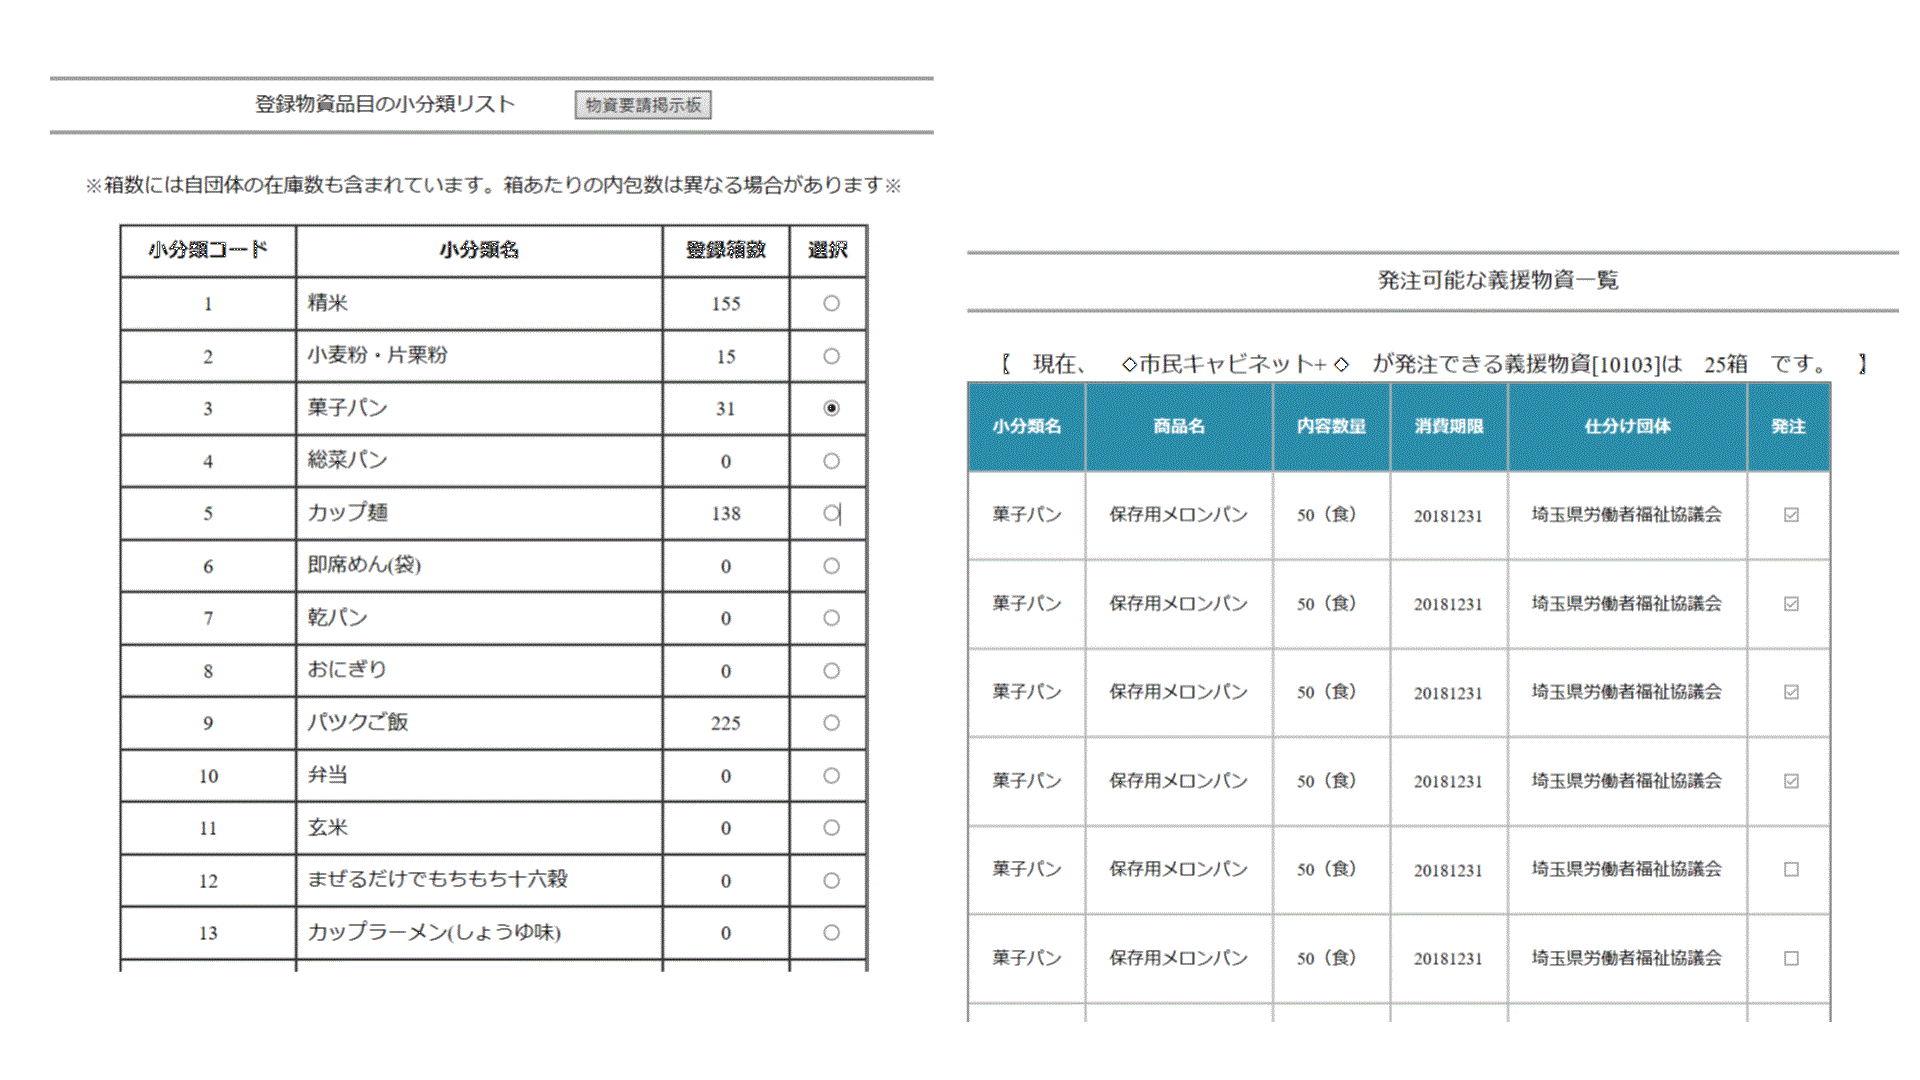 登録物資品目の小分類リスト 物資要請掲示板
※箱数には自団体の在庫数も含まれています。箱あたりの内包数は異なる場合があります※
小分類コード 小分類名 登録箱数 選択
1 精米 155
2 小麦粉・片栗粉 15
3 菓子パン 31
4 総菜パン 0
5 カップ麺 138
6 即席めん(袋) 0
7 乾パン 0
8 おにぎり 0
9 パツクご飯 225
10 弁当 0
11 玄米 0
12 まぜるだけでもちもち十六穀 0
13 カップラーメン(しょうゆ味) 0
発注可能な義援物資一覧
〖 現在、 ◇市民キャビネット+ ◇ が発注できる義援物資[10103]は 25箱 です。 〗
小分類名 商品名 内容数量 消費期限 仕分け団体 発注
菓子パン 保存用メロンパン 50（食） 20181231 埼玉県労働者福祉協議会
菓子パン 保存用メロンパン 50（食） 20181231 埼玉県労働者福祉協議会
菓子パン 保存用メロンパン 50（食） 20181231 埼玉県労働者福祉協議会
菓子パン 保存用メロンパン 50（食） 20181231 埼玉県労働者福祉協議会
菓子パン 保存用メロンパン 50（食） 20181231 埼玉県労働者福祉協議会
菓子パン 保存用メロンパン 50（食） 20181231 埼玉県労働者福祉協議会